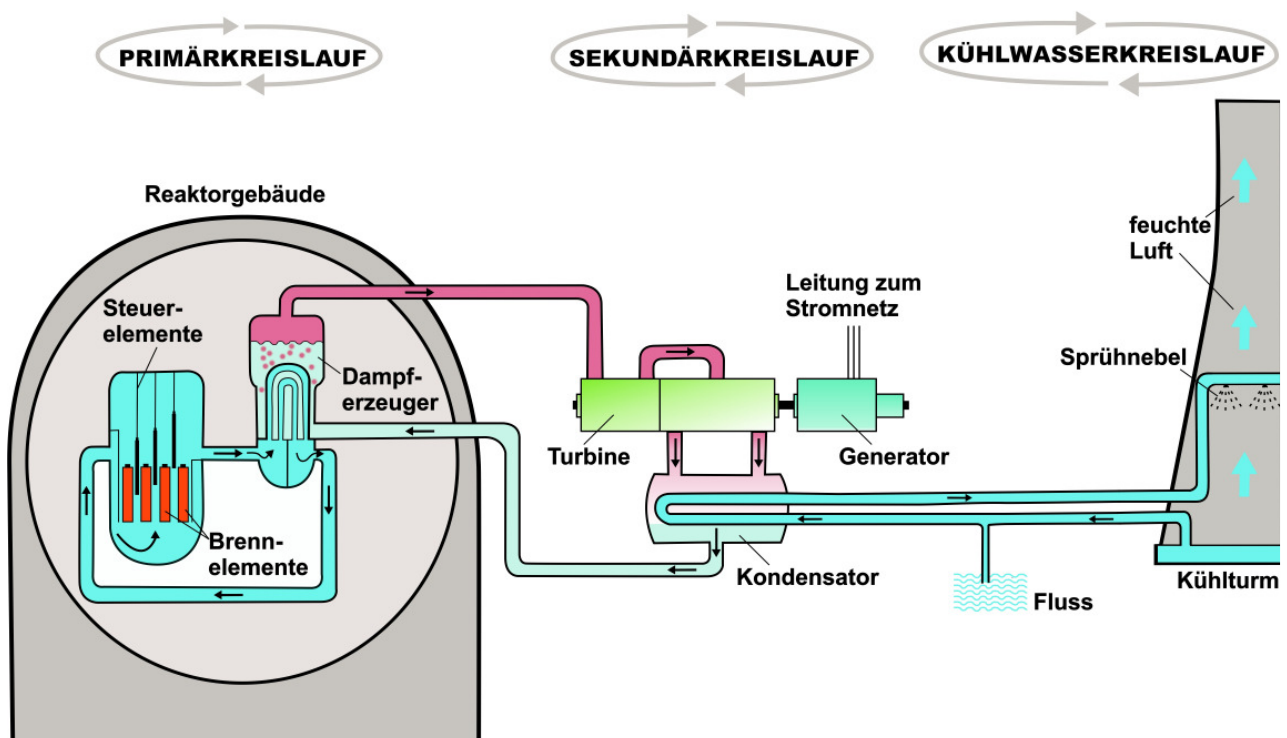 PRIMÄRKREISLAUF
SEKUNDÄRKREISLAUF
KÜHLWASSERKREISLAUF
Reaktorgebäude
Steuer-
elemente
Dampf-
erzeuger
Brenn-
elemente
Leitung zum
Stromnetz
Turbine
Generator
Kondensator
feuchte
Luft
Sprühnebel
Fluss
Kühlturm